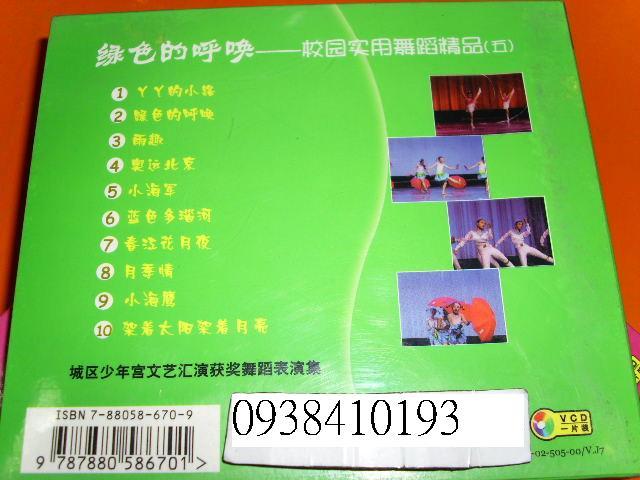 绿色的呼唤——校园实用舞蹈精品(五)
1 丫丫的小路
2 绿色的呼唤
3 雨趣
4 奥运北京
5 小海军
6 蓝色多瑙河
7 春江花月夜
8 月季情
9 小海鹰
10 架着太阳架着月亮
城区少年宫文艺汇演获奖舞蹈表演集
ISBN 7-88058-670-9
9 787880 586701 >
0938410193
VCD
一片装
-02-505-00/V.J7